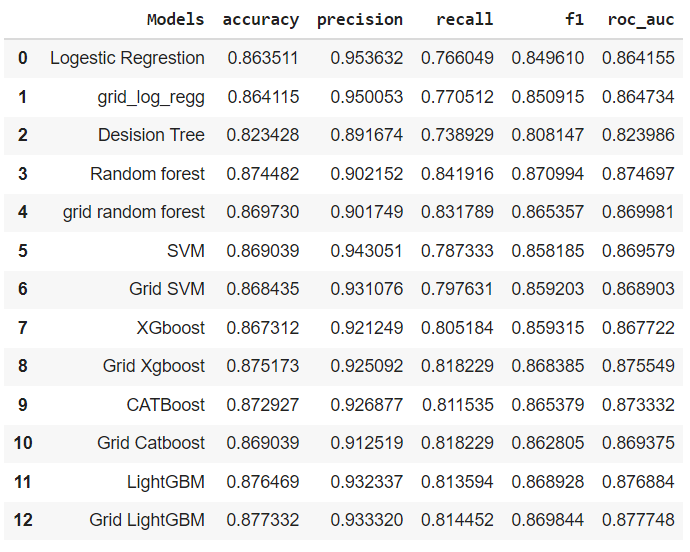 Models accuracy precision recall f1 roc_auc
0 Logestic Regrestion 0.863511 0.953632 0.766049 0.849610 0.864155
1 grid_log_regg 0.864115 0.950053 0.770512 0.850915 0.864734
2 Desision Tree 0.823428 0.891674 0.738929 0.808147 0.823986
3 Random forest 0.874482 0.902152 0.841916 0.870994 0.874697
4 grid random forest 0.869730 0.901749 0.831789 0.865357 0.869981
5 SVM 0.869039 0.943051 0.787333 0.858185 0.869579
6 Grid SVM 0.868435 0.931076 0.797631 0.859203 0.868903
7 XGboost 0.867312 0.921249 0.805184 0.859315 0.867722
8 Grid Xgboost 0.875173 0.925092 0.818229 0.868385 0.875549
9 CATBoost 0.872927 0.926877 0.811535 0.865379 0.873332
10 Grid Catboost 0.869039 0.912519 0.818229 0.862805 0.869375
11 LightGBM 0.876469 0.932337 0.813594 0.868928 0.876884
12 Grid LightGBM 0.877332 0.933320 0.814452 0.869844 0.877748